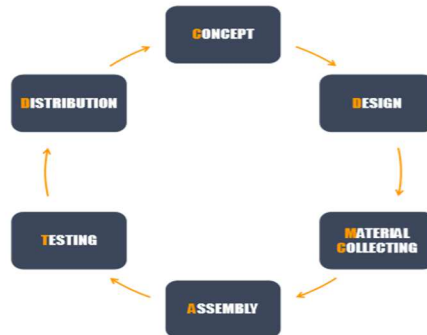 CONCEPT
DESIGN
MATERIAL
COLLECTING
ASSEMBLY
TESTING
DISTRIBUTION